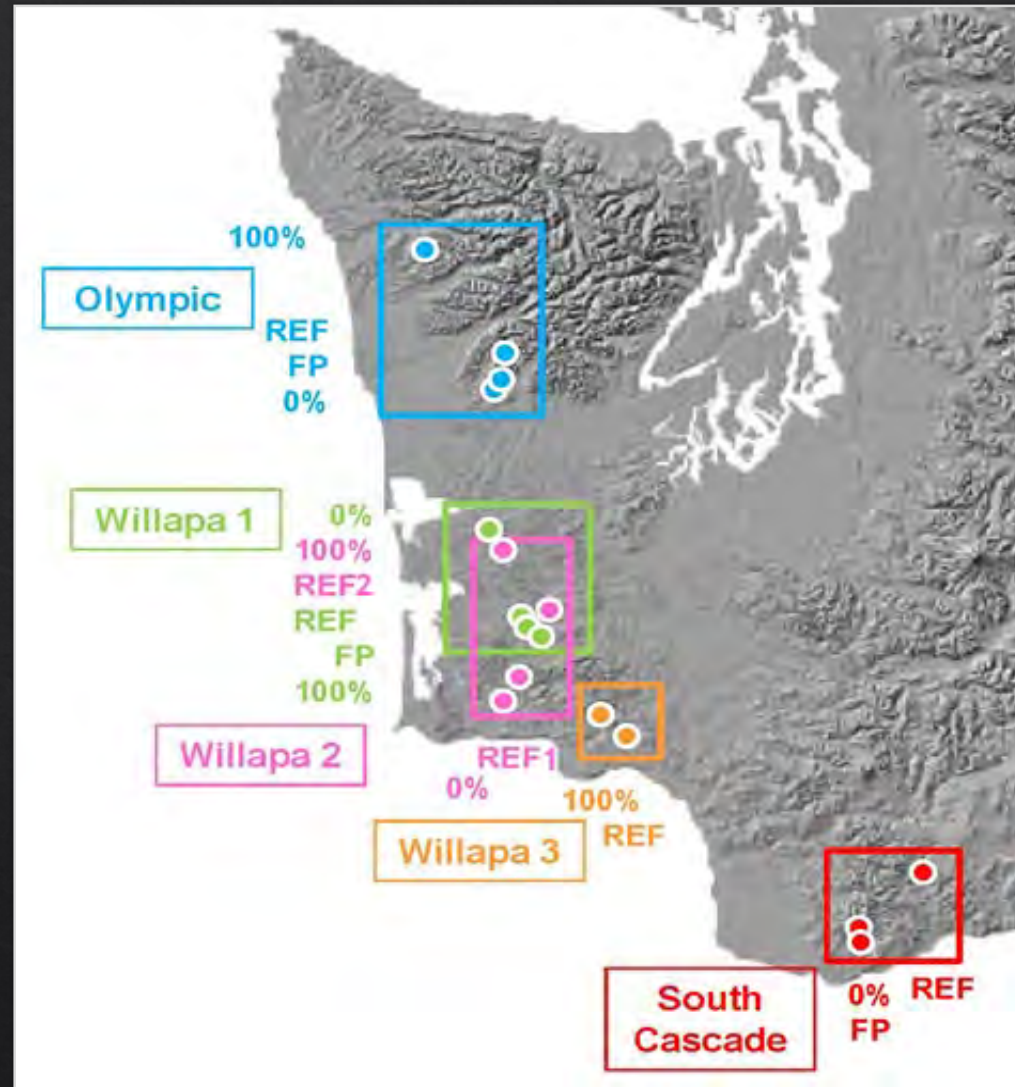 100%
Olympic
REF
FP
0%
Willapa 1
0%
100%
REF2
REF
FP
100%
Willapa 2
REF1
0%
100%
REF
Willapa 3
South
Cascade
0%
REF
FP